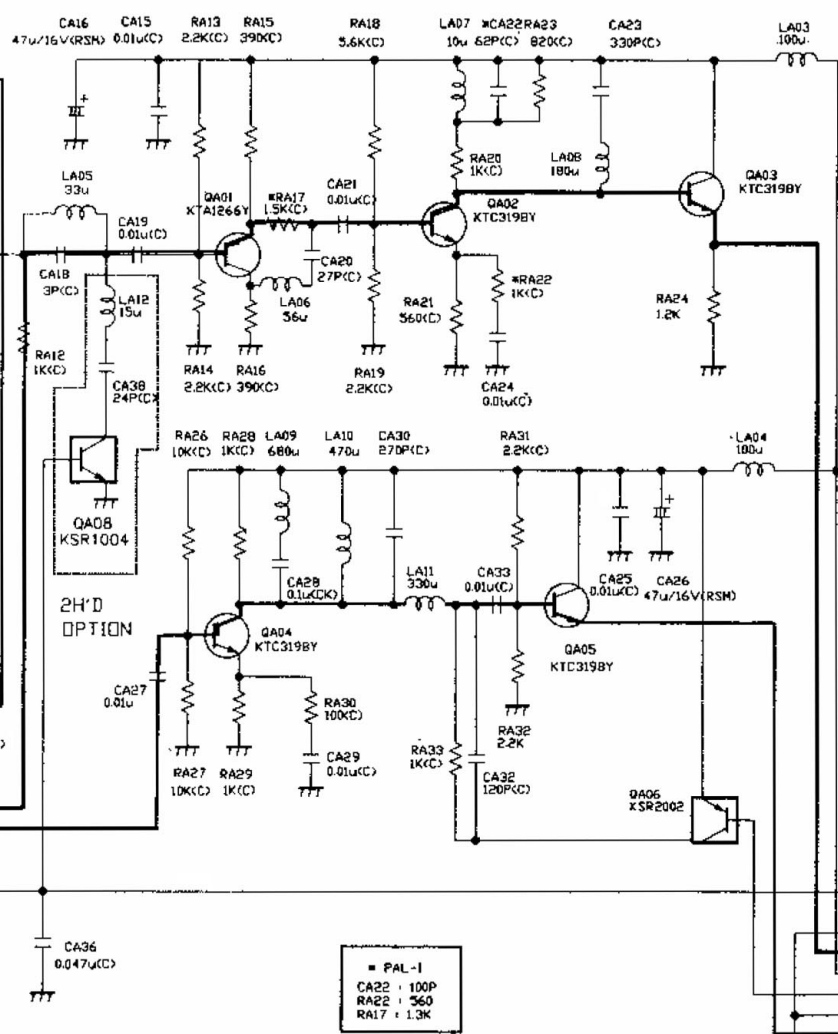 CA16
47u/16V(RSM)
CA15
0.01u(C)
RA13
2.2K(C)
RA15
390(C)
RA18
5.6K(C)
LA07
10u
*CA22
62P(C)
RA23
820(C)
CA23
330P(C)
LA03
100u
LA05
33u
CA19
0.01u(C)
QA01
KTA1266Y
*RA17
1.5K(C)
CA21
0.01u(C)
RA20
1K(C)
LA08
180u
QA02
KTC3198Y
QA03
KTC3198Y
CA18
3P(C)
LA12
15u
CA20
27P(C)
LA06
56u
RA21
560(C)
*RA22
1K(C)
RA24
1.2K
RA12
1K(C)
CA38
24P(C)
RA14
2.2K(C)
RA16
390(C)
RA19
2.2K(C)
CA24
0.01u(C)
QA08
KSR1004
2H'D
OPTION
RA26
10K(C)
RA28
1K(C)
LA09
680u
LA10
470u
CA30
270P(C)
RA31
2.2K(C)
LA04
100u
CA28
0.1u(CK)
LA11
330u
CA33
0.01u(C)
CA25
0.01u(C)
CA26
47u/16V(RSM)
QA04
KTC3198Y
QA05
KTC3198Y
CA27
0.01u
RA30
100(C)
CA29
0.01u(C)
RA27
10K(C)
RA29
1K(C)
RA33
1K(C)
CA32
120P(C)
RA32
2.2K
QA06
KSR2002
CA36
0.047u(C)
* PAL-I
CA22 : 100P
RA22 : 560
RA17 : 1.3K